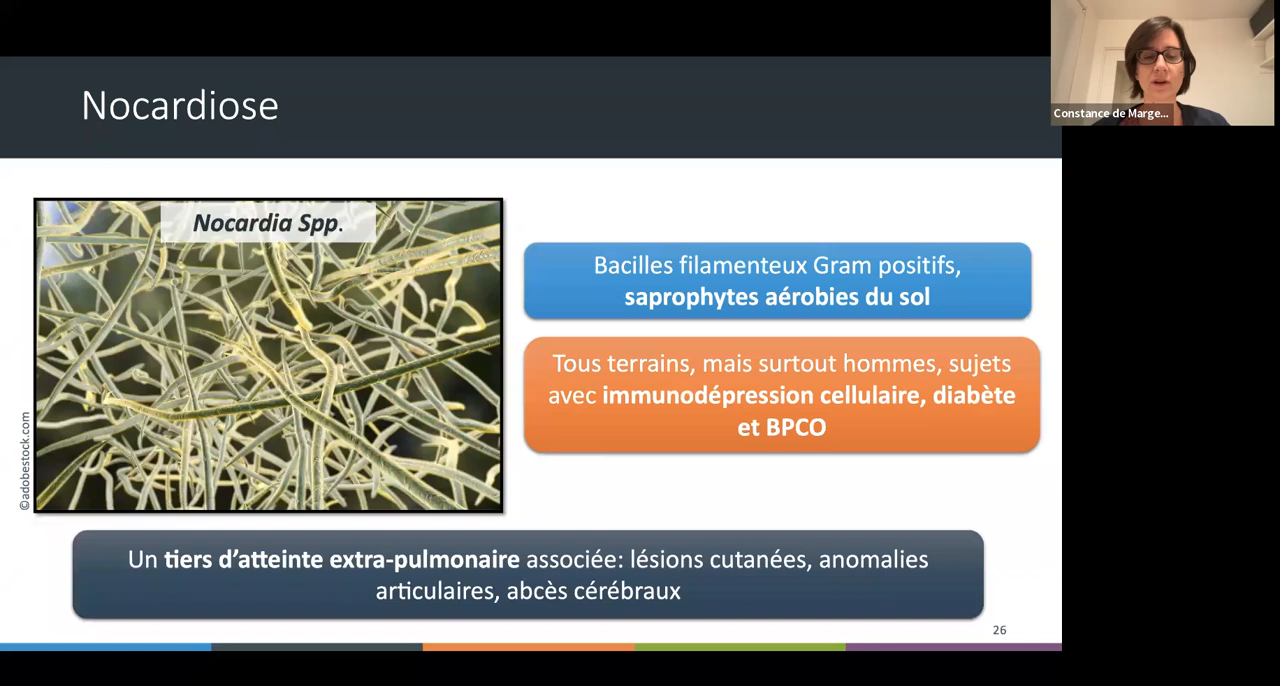 Nocardiose
Constance de Marge...
Nocardia Spp.
©adobestock.com
Bacilles filamenteux Gram positifs,
saprophytes aérobies du sol
Tous terrains, mais surtout hommes, sujets
avec immunodépression cellulaire, diabète
et BPCO
Un tiers d’atteinte extra-pulmonaire associée: lésions cutanées, anomalies
articulaires, abcès cérébraux
26